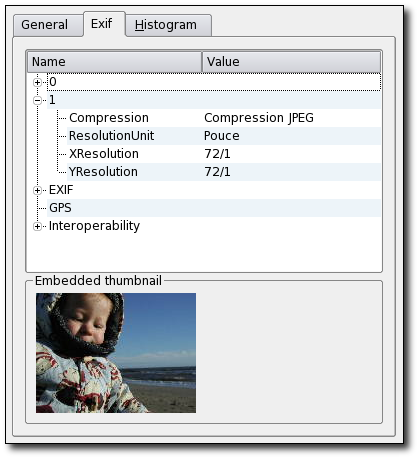 General Exif Histogram
Name Value
0
1
Compression Compression JPEG
ResolutionUnit Pouce
XResolution 72/1
YResolution 72/1
EXIF
GPS
Interoperability
Embedded thumbnail